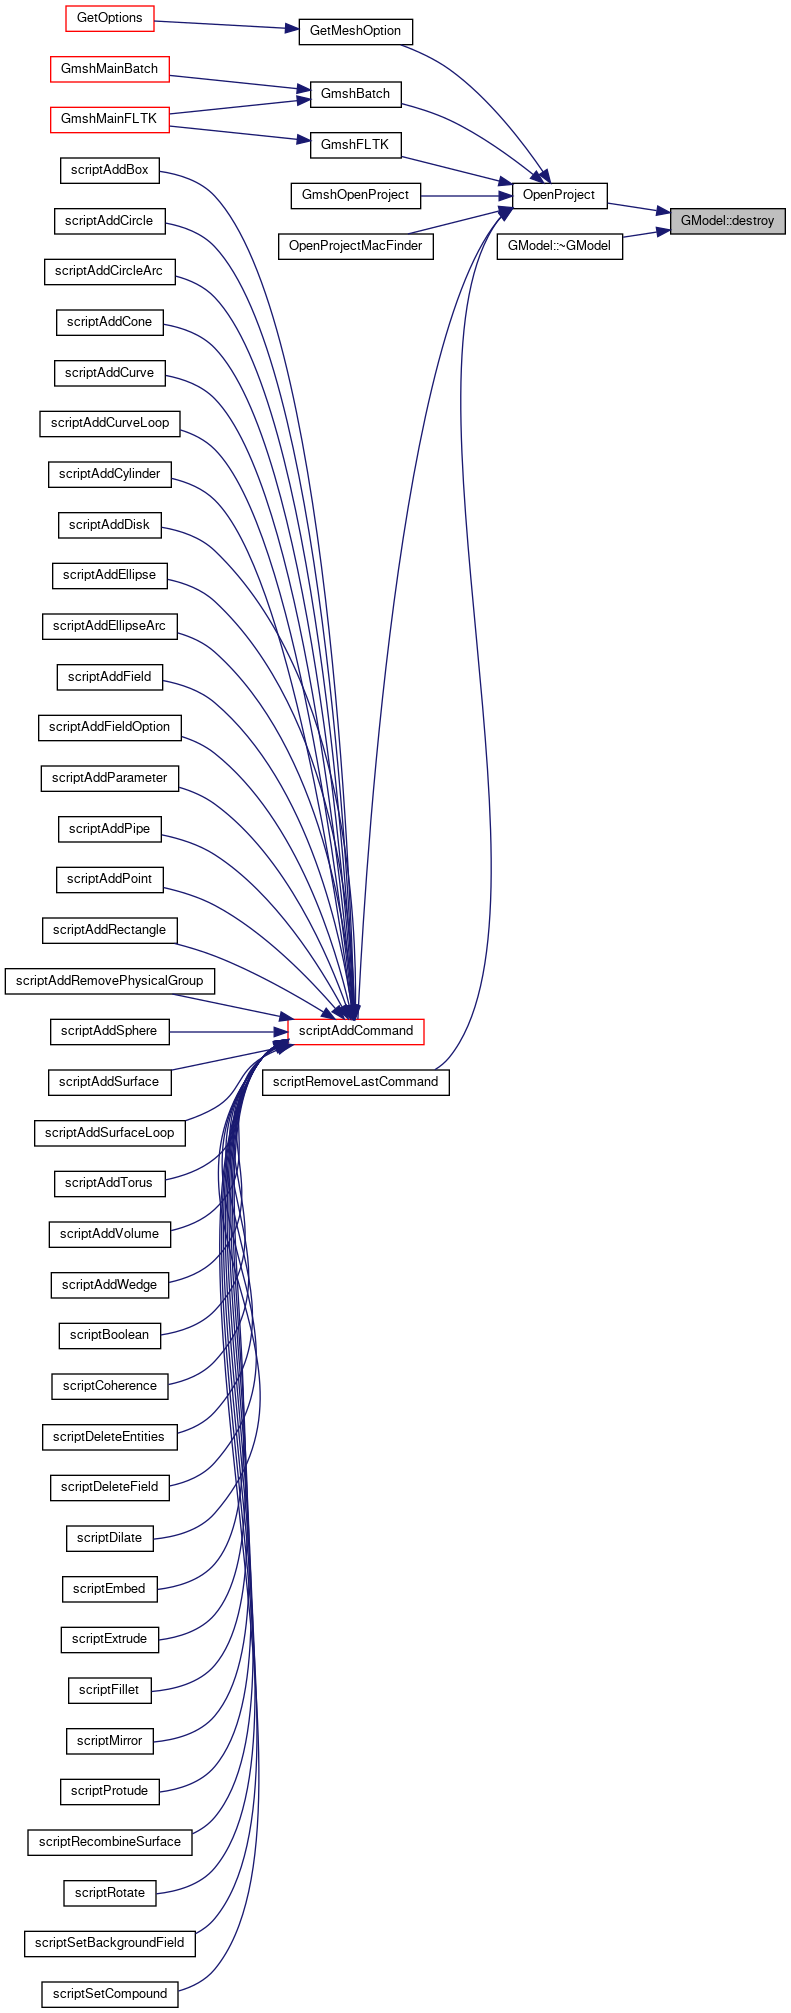 GetOptions
GetMeshOption
GmshMainBatch
GmshBatch
GmshMainFLTK
GmshFLTK
scriptAddBox
GmshOpenProject
OpenProject
scriptAddCircle
GModel::destroy
OpenProjectMacFinder
GModel::~GModel
scriptAddCircleArc
scriptAddCone
scriptAddCurve
scriptAddCurveLoop
scriptAddCylinder
scriptAddDisk
scriptAddEllipse
scriptAddEllipseArc
scriptAddField
scriptAddFieldOption
scriptAddParameter
scriptAddPipe
scriptAddPoint
scriptAddRectangle
scriptAddRemovePhysicalGroup
scriptAddSphere
scriptAddCommand
scriptAddSurface
scriptRemoveLastCommand
scriptAddSurfaceLoop
scriptAddTorus
scriptAddVolume
scriptAddWedge
scriptBoolean
scriptCoherence
scriptDeleteEntities
scriptDeleteField
scriptDilate
scriptEmbed
scriptExtrude
scriptFillet
scriptMirror
scriptProtude
scriptRecombineSurface
scriptRotate
scriptSetBackgroundField
scriptSetCompound